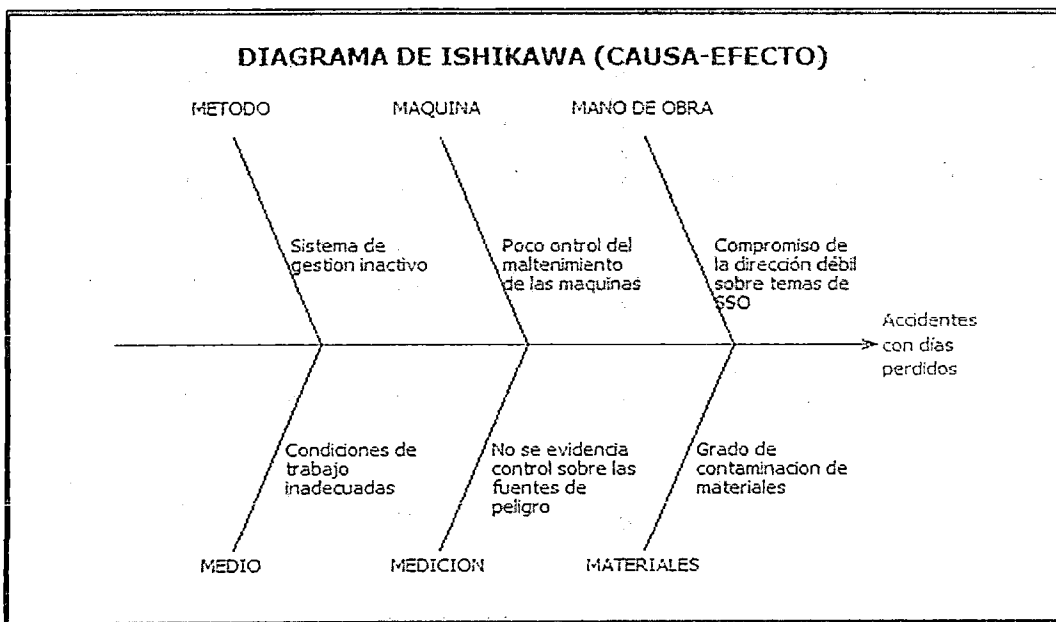 DIAGRAMA DE ISHIKAWA (CAUSA-EFECTO)
METODO
MAQUINA
MANO DE OBRA
Sistema de
gestion inactivo
Poco ontrol del
maltenimiento
de las maquinas
Compromiso de
la dirección débil
sobre temas de
SSO
Accidentes
con días
perdidos
Condiciones de
trabajo
inadecuadas
No se evidencia
control sobre las
fuentes de
peligro
Grado de
contaminacion de
materiales
MEDIO
MEDICION
MATERIALES